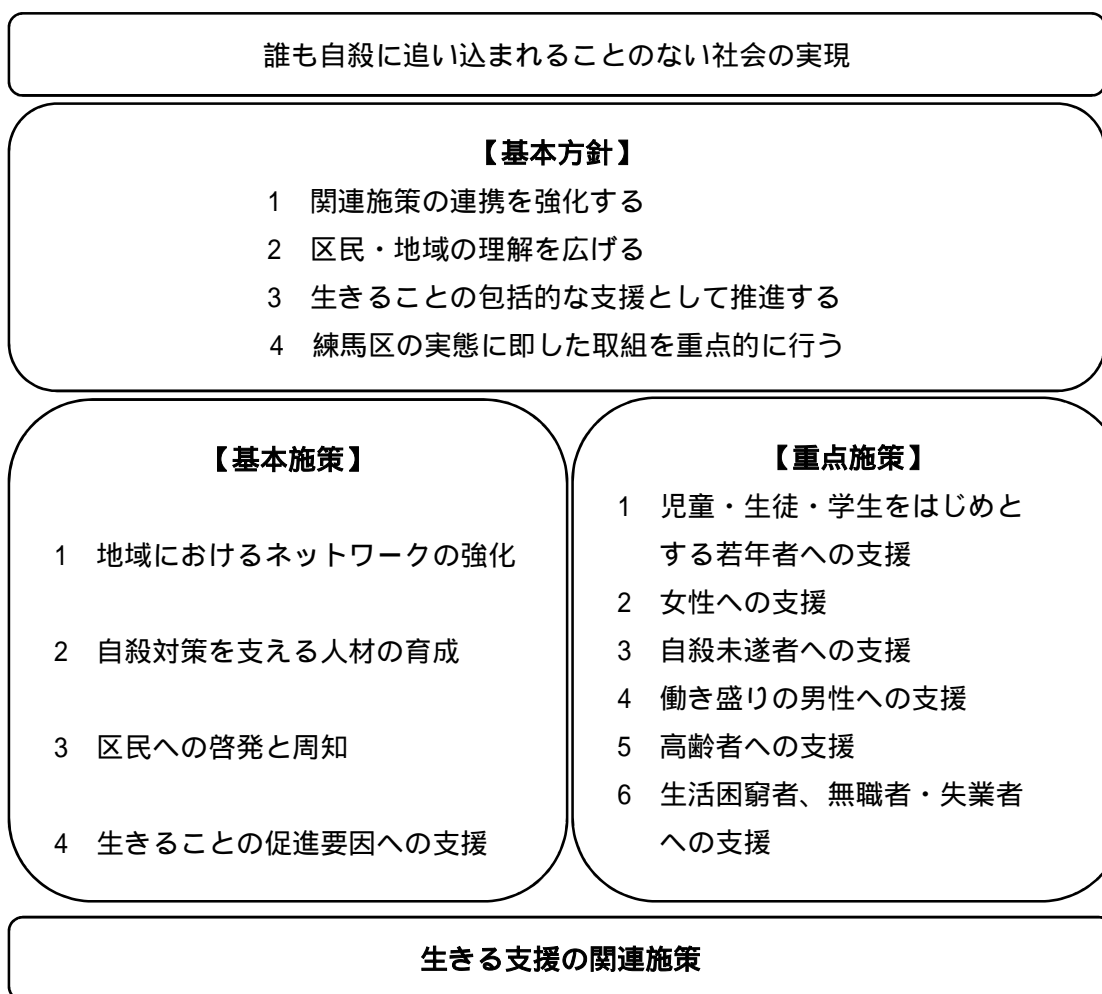 誰も自殺に追い込まれることのない社会の実現
【基本方針】
1 関連施策の連携を強化する
2 区民・地域の理解を広げる
3 生きることの包括的な支援として推進する
4 練馬区の実態に即した取組を重点的に行う
【基本施策】
1 地域におけるネットワークの強化
2 自殺対策を支える人材の育成
3 区民への啓発と周知
4 生きることの促進要因への支援
【重点施策】
1 児童・生徒・学生をはじめと
する若年者への支援
2 女性への支援
3 自殺未遂者への支援
4 働き盛りの男性への支援
5 高齢者への支援
6 生活困窮者、無職者・失業者
への支援
生きる支援の関連施策